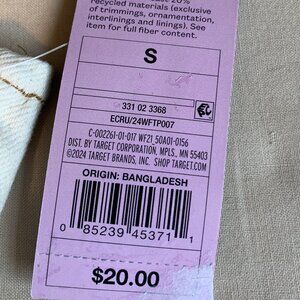 recycled materials (exclusive
of trimmings, ornamentation,
interlinings and linings). See
item for full fiber content.
S
331 02 3368
ECRU/24WFTP007
C-002261-01-017 WF21_50A01-0156
DIST. BY TARGET CORPORATION, MPLS., MN 55403
©2024 TARGET BRANDS, INC. SHOP TARGET.COM
ORIGIN: BANGLADESH
0 85239 45371 1
$20.00